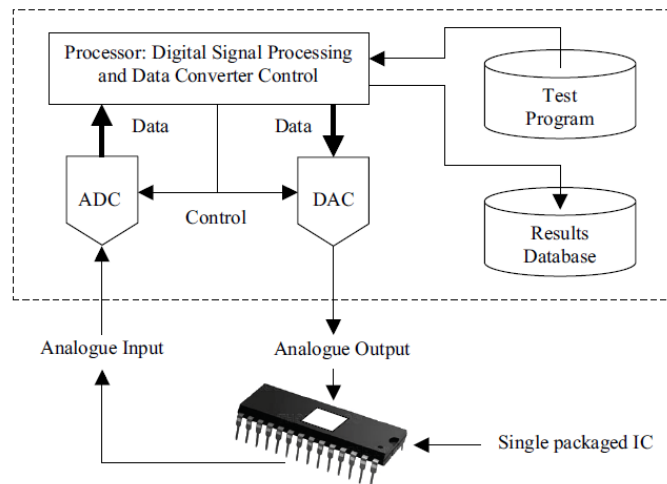 Processor: Digital Signal Processing
and Data Converter Control
Test
Program
Data
Data
ADC
DAC
Control
Results
Database
Analogue Input
Analogue Output
Single packaged IC